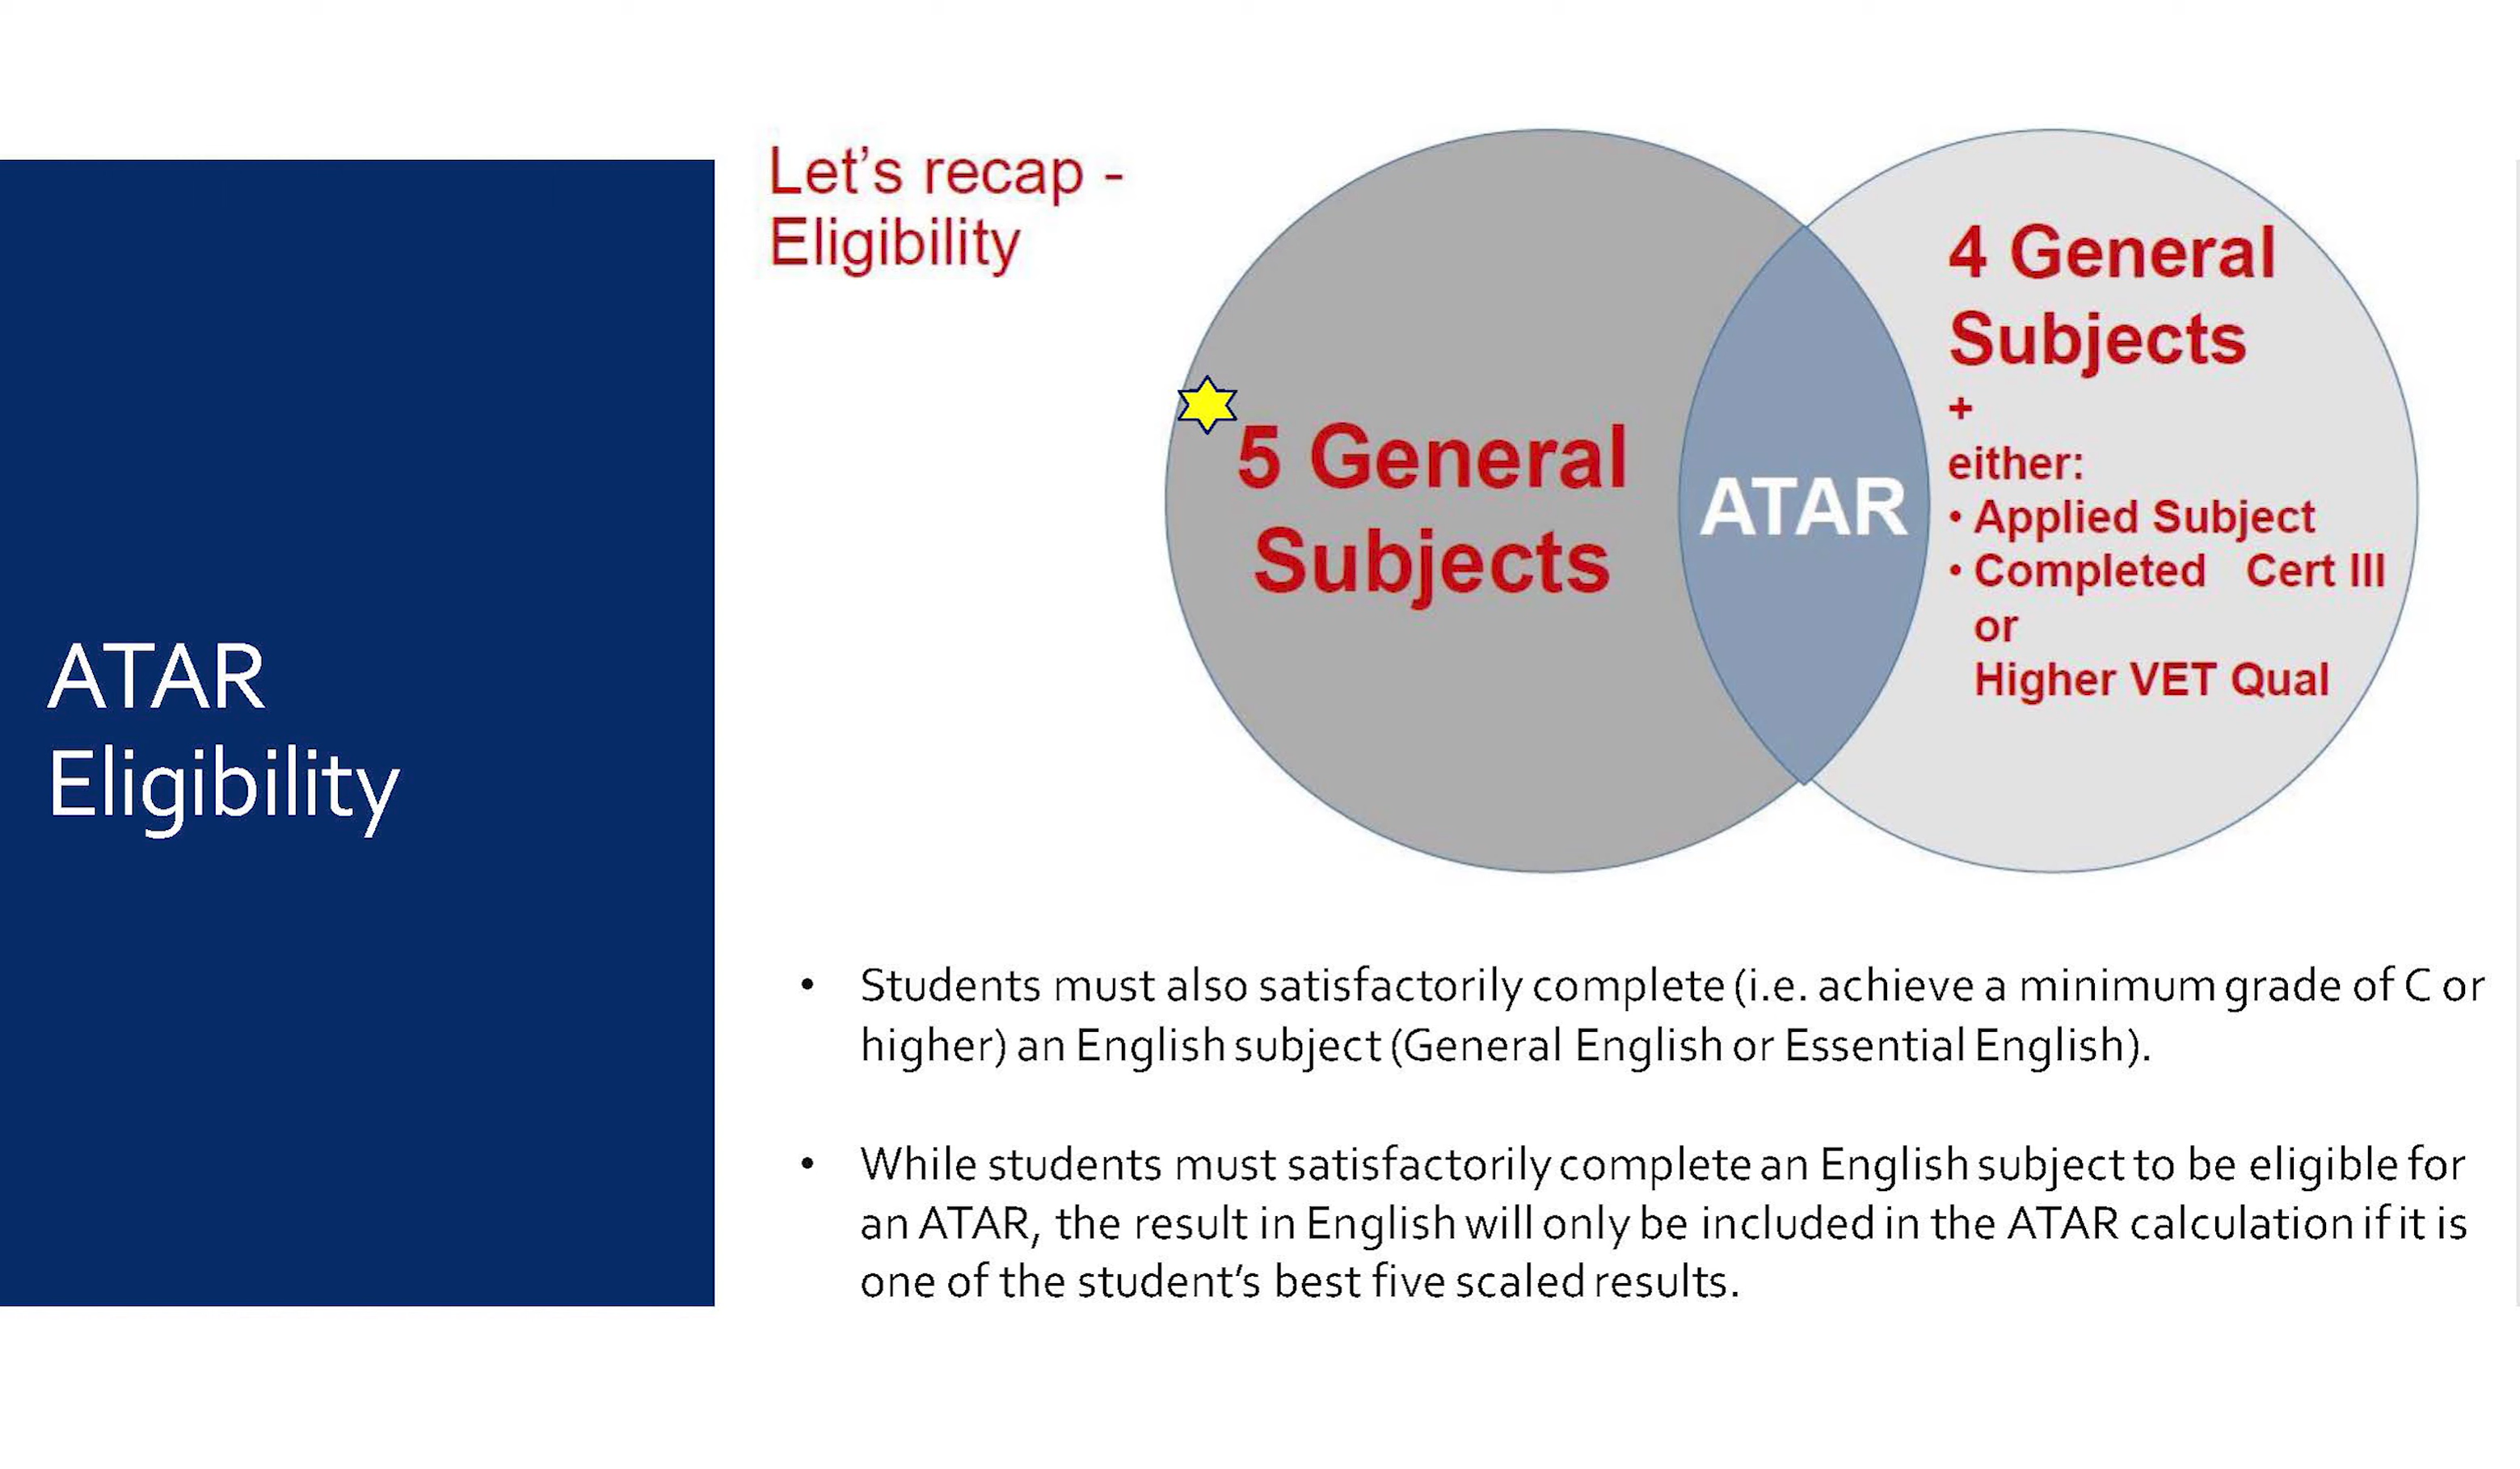 ATAR
Eligibility
Let's recap -
Eligibility
5 General
Subjects
ATAR
4 General
Subjects
+
either:
• Applied Subject
• Completed Cert III
or
Higher VET Qual
• Students must also satisfactorily complete (i.e. achieve a minimum grade of C or
higher) an English subject (General English or Essential English).
• While students must satisfactorily complete an English subject to be eligible for
an ATAR, the result in English will only be included in the ATAR calculation if it is
one of the student's best five scaled results.